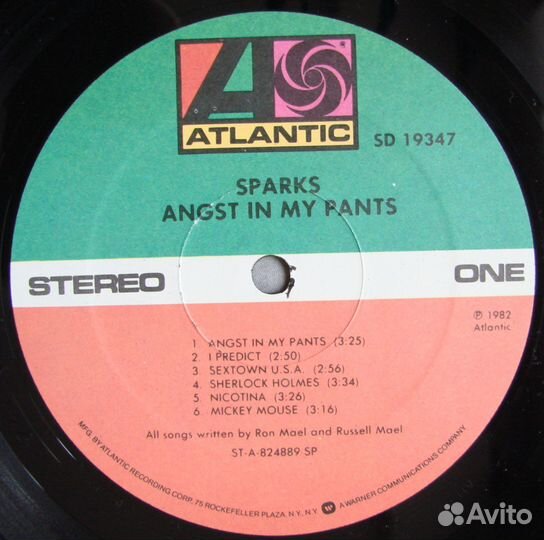 ATLANTIC
SD 19347
SPARKS
ANGST IN MY PANTS
STEREO
ONE
℗ 1982
Atlantic
1 ANGST IN MY PANTS (3:25)
2 I PREDICT (2:50)
3 SEXTOWN U.S.A. (2:56)
4 SHERLOCK HOLMES (3:34)
5 NICOTINA (3:26)
6 MICKEY MOUSE (3:16)
All songs written by Ron Mael and Russell Mael
ST-A-824889 SP
MFG. BY ATLANTIC RECORDING CORP., 75 ROCKEFELLER PLAZA, N.Y., N.Y. A WARNER COMMUNICATIONS COMPANY
Avito